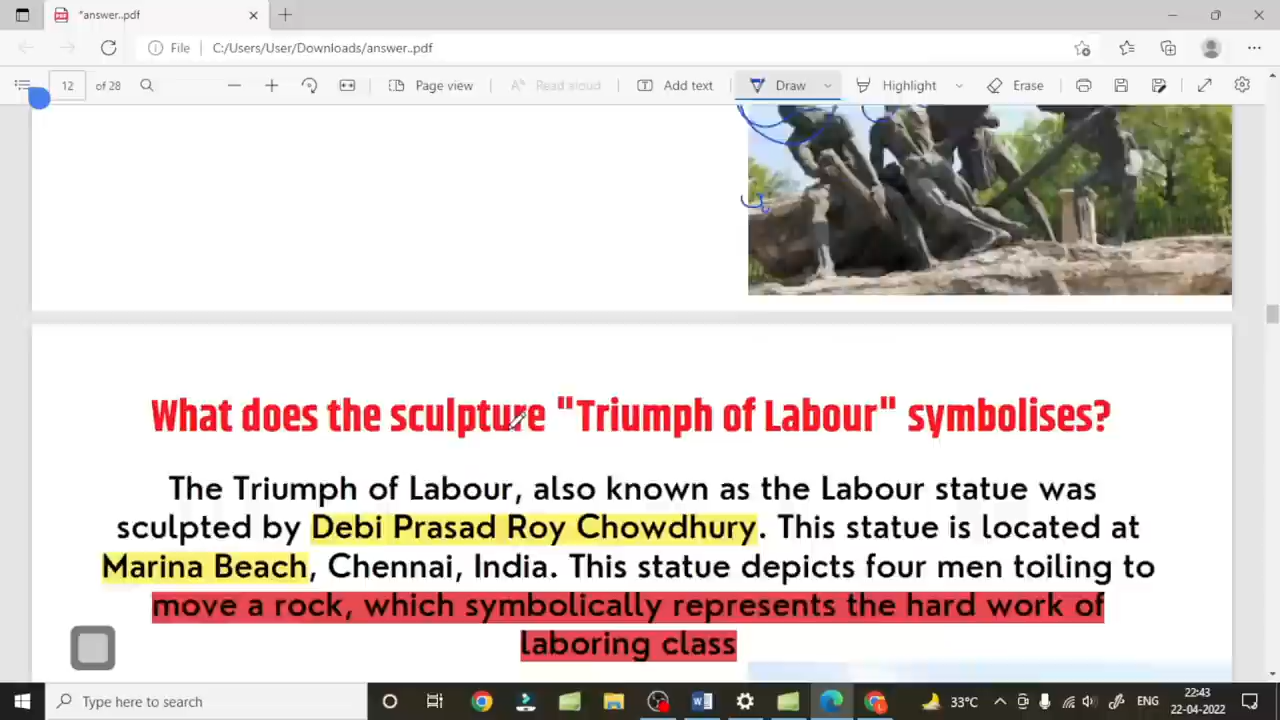 *answer..pdf
File
C:/Users/User/Downloads/answer..pdf
12 of 28
Page view
Read aloud
Add text
Draw
Highlight
Erase
What does the sculpture "Triumph of Labour" symbolises?
The Triumph of Labour, also known as the Labour statue was
sculpted by Debi Prasad Roy Chowdhury. This statue is located at
Marina Beach, Chennai, India. This statue depicts four men toiling to
move a rock, which symbolically represents the hard work of
laboring class
Type here to search
33°C
ENG
22:43
22-04-2022